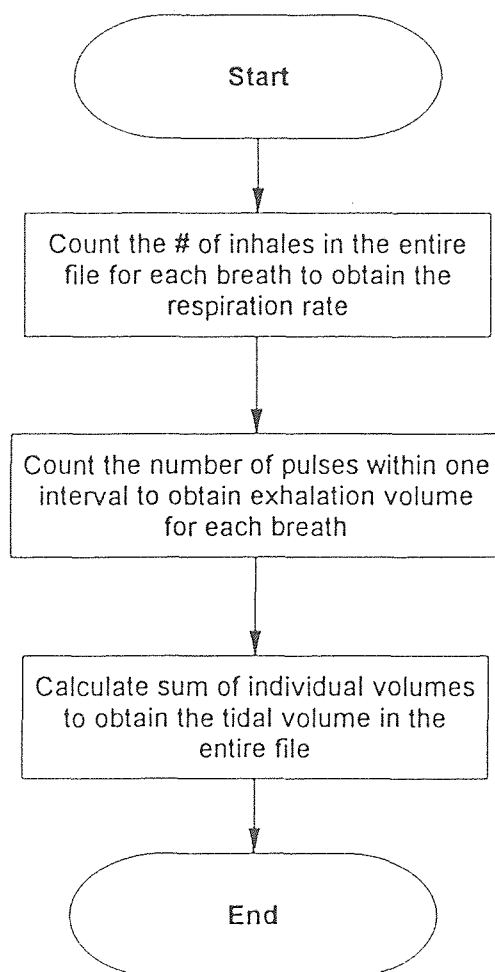 Start
Count the # of inhales in the entire
file for each breath to obtain the
respiration rate
Count the number of pulses within one
interval to obtain exhalation volume
for each breath
Calculate sum of individual volumes
to obtain the tidal volume in the
entire file
End